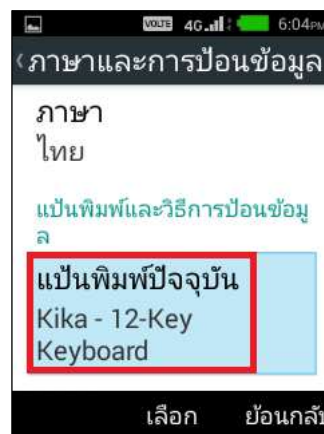 VOLTE 4G 6:04PM
ภาษาและการป้อนข้อมูล
ภาษา
ไทย
แป้นพิมพ์และวิธีการป้อนข้อมู
ล
แป้นพิมพ์ปัจจุบัน
Kika - 12-Key
Keyboard
เลือก ย้อนกลับ